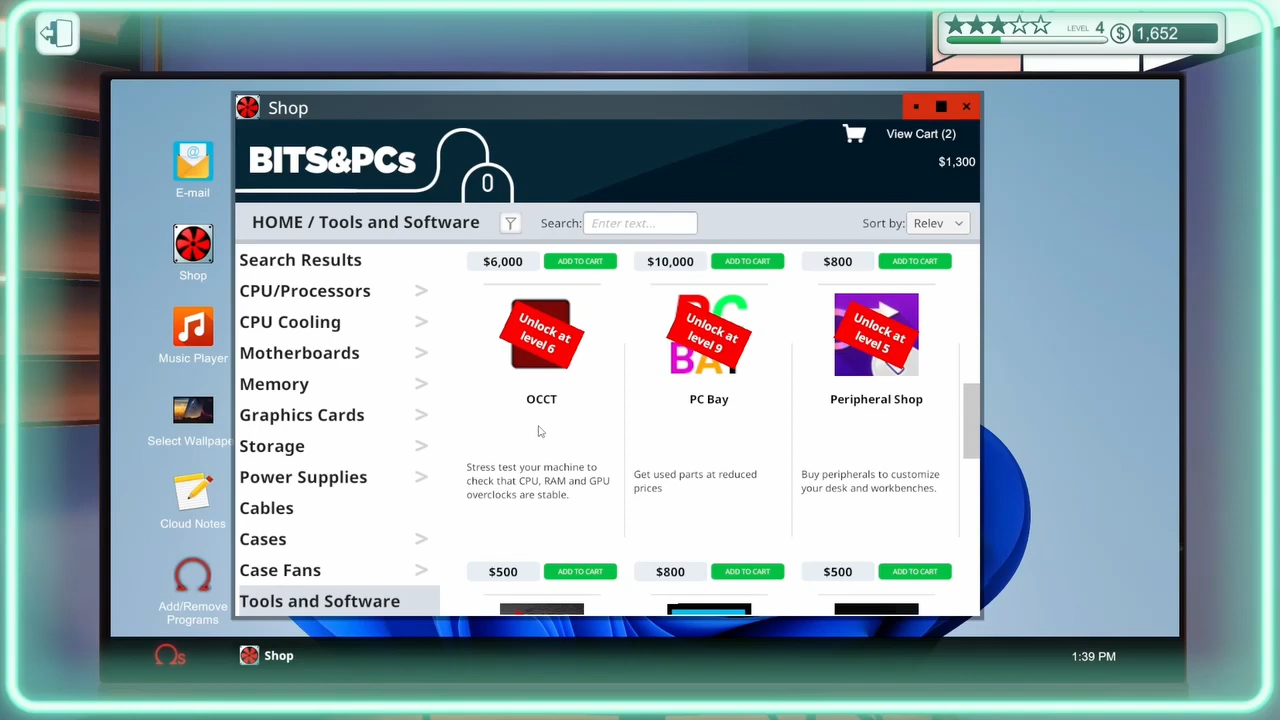 LEVEL 4 $ 1,652
Shop
BITS&PCs
View Cart (2)
$1,300
HOME / Tools and Software
Search: Enter text...
Sort by: Relev
E-mail
Shop
Music Player
Select Wallpape
Cloud Notes
Add/Remove
Programs
Search Results
CPU/Processors >
CPU Cooling >
Motherboards >
Memory >
Graphics Cards >
Storage >
Power Supplies >
Cables
Cases >
Case Fans >
Tools and Software
$6,000 ADD TO CART
$10,000 ADD TO CART
$800 ADD TO CART
Unlock at
level 6
OCCT
Stress test your machine to
check that CPU, RAM and GPU
overclocks are stable.
$500 ADD TO CART
Unlock at
level 9
PC Bay
Get used parts at reduced
prices
$800 ADD TO CART
Unlock at
level 5
Peripheral Shop
Buy peripherals to customize
your desk and workbenches.
$500 ADD TO CART
Ωs
Shop
1:39 PM